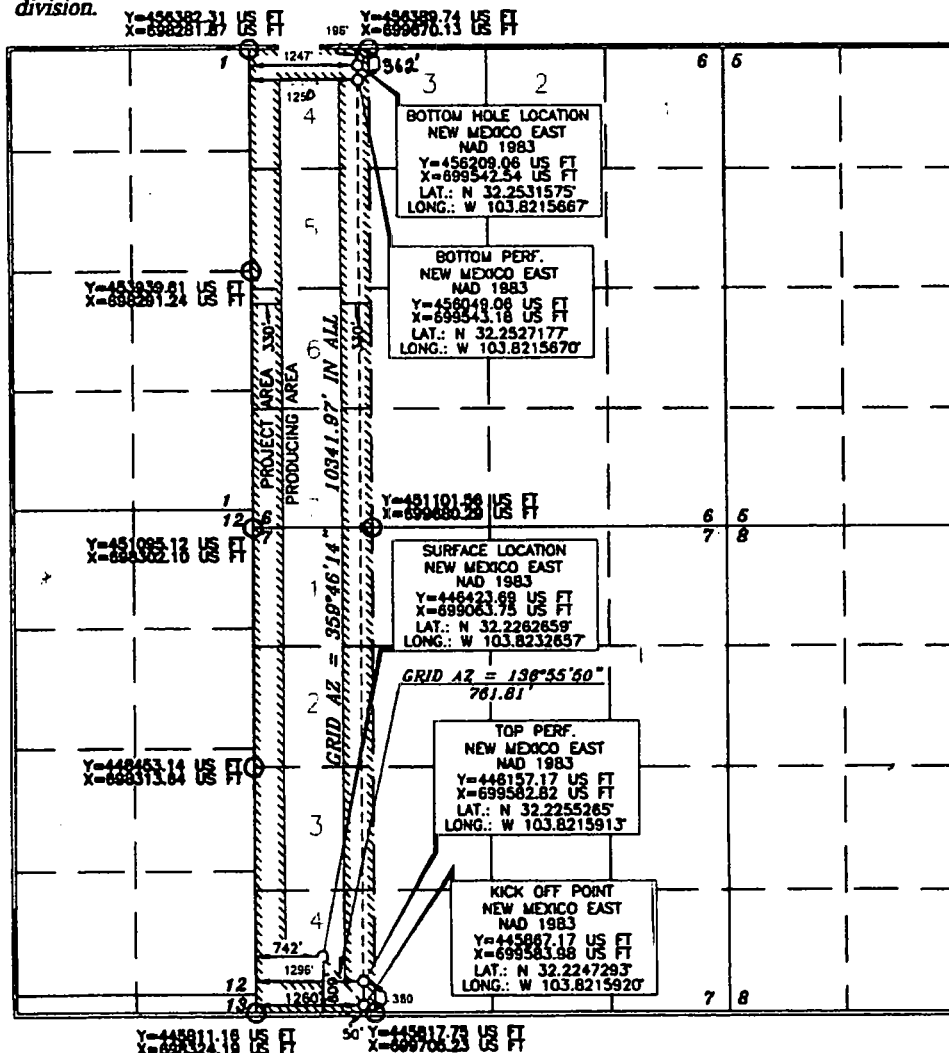 division.
Y=456382.31 US FT
X=698281.87 US FT
Y=456389.74 US FT
X=699670.13 US FT
195'
1
1247'
362'
3
2
6 5
1250
4
BOTTOM HOLE LOCATION
NEW MEXICO EAST
NAD 1983
Y=456209.06 US FT
X=699542.54 US FT
LAT.: N 32.2531575°
LONG.: W 103.8215667°
5
BOTTOM PERF.
NEW MEXICO EAST
NAD 1983
Y=456049.06 US FT
X=699543.18 US FT
LAT.: N 32.2527177°
LONG.: W 103.8215670°
Y=453939.61 US FT
X=698291.24 US FT
330'
330'
6
PROJECT AREA
PRODUCING AREA
GRID AZ = 359°46'14" 10341.97' IN ALL
1
12
6
7
Y=451101.56 US FT
X=699680.29 US FT
6 5
7 8
Y=451095.12 US FT
X=698302.10 US FT
SURFACE LOCATION
NEW MEXICO EAST
NAD 1983
Y=446423.69 US FT
X=699063.75 US FT
LAT.: N 32.2262659°
LONG.: W 103.8232657°
1
GRID AZ = 136°55'50"
761.81'
2
TOP PERF.
NEW MEXICO EAST
NAD 1983
Y=446157.17 US FT
X=699582.82 US FT
LAT.: N 32.2255265°
LONG.: W 103.8215913°
Y=448453.14 US FT
X=698313.64 US FT
3
KICK OFF POINT
NEW MEXICO EAST
NAD 1983
Y=445867.17 US FT
X=699583.98 US FT
LAT.: N 32.2247293°
LONG.: W 103.8215920°
4
742'
1296'
12
13
1260'
7 8
50'
Y=445811.16 US FT
X=698324.19 US FT
Y=445817.75 US FT
X=699706.23 US FT